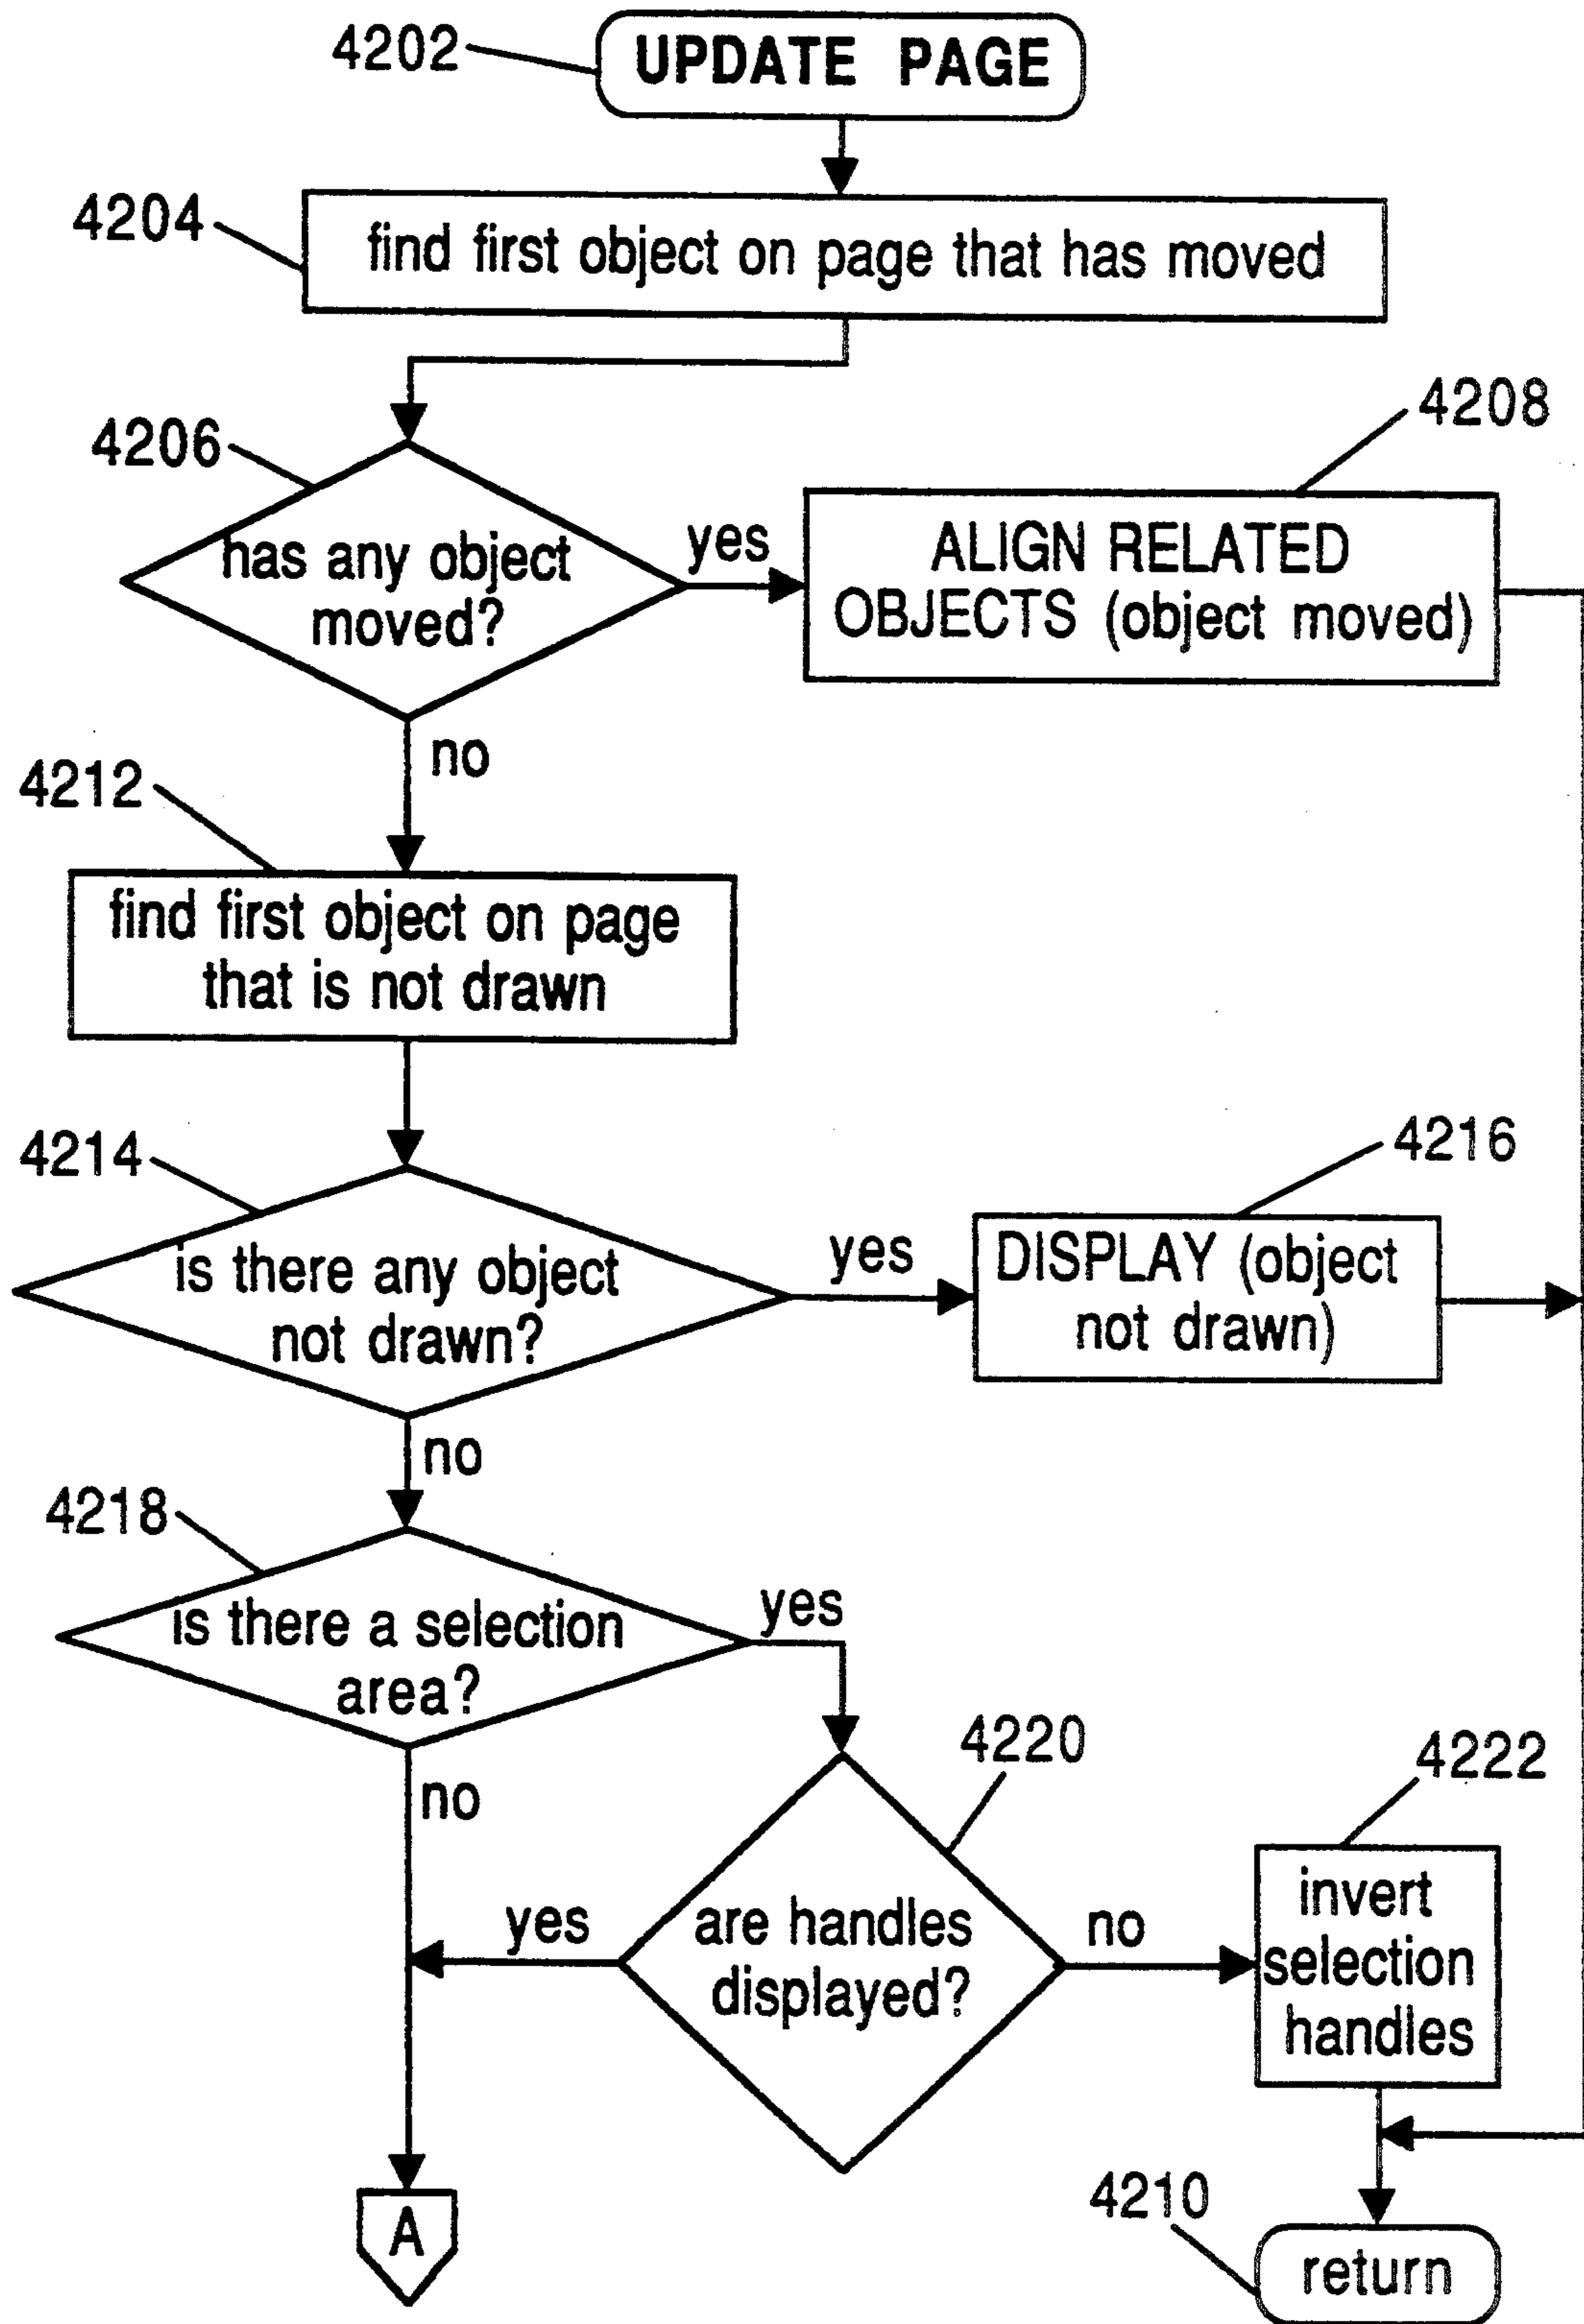 4202
UPDATE PAGE
4204
find first object on page that has moved
4206
has any object
moved?
yes
4208
ALIGN RELATED
OBJECTS (object moved)
no
4212
find first object on page
that is not drawn
4214
is there any object
not drawn?
yes
4216
DISPLAY (object
not drawn)
no
4218
is there a selection
area?
yes
no
4220
are handles
displayed?
yes
no
4222
invert
selection
handles
A
4210
return